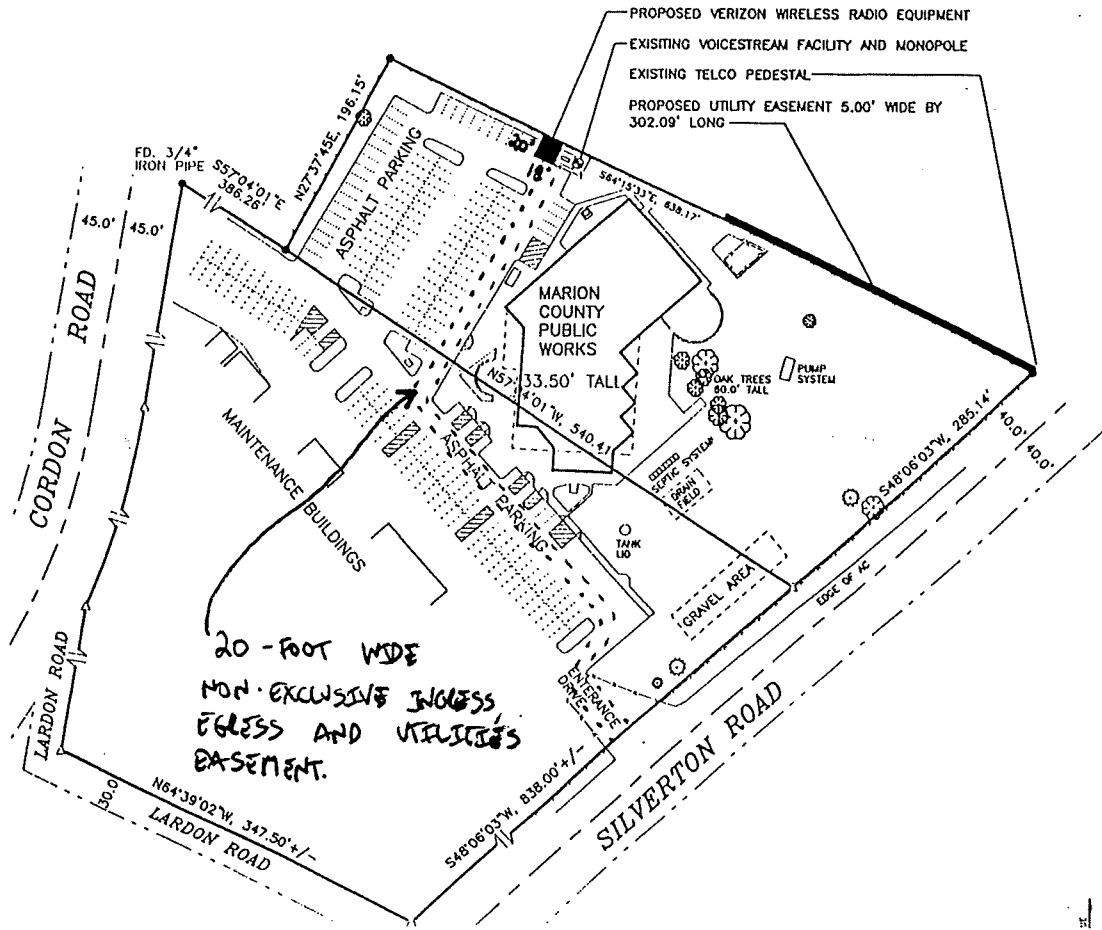 PROPOSED VERIZON WIRELESS RADIO EQUIPMENT
EXISITING VOICESTREAM FACILITY AND MONOPOLE
EXISTING TELCO PEDESTAL
PROPOSED UTILITY EASEMENT 5.00' WIDE BY
302.09' LONG
FD. 3/4"
IRON PIPE
S57°04'01"E
386.26'
N27°37'45E, 196.15'
ASPHALT PARKING
20'
18'
S64°15'33"E, 638.17'
45.0'
45.0'
CORDON ROAD
MARION
COUNTY
PUBLIC
WORKS
33.50' TALL
N57°04'01"W, 540.41'
OAK TREES
60.0' TALL
PUMP
SYSTEM
S48°06'03"W, 285.14'
40.0'
40.0'
MAINTENANCE BUILDINGS
ASPHALT PARKING
SEPTIC SYSTEM
DRAIN
FIELD
TANK
LID
GRAVEL AREA
EDGE OF AC
20-FOOT WIDE
NON-EXCLUSIVE INGRESS,
EGRESS AND UTILITIES
EASEMENT.
ENTRANCE
DRIVE
LARDON ROAD
30.0
N64°39'02"W, 347.50'+/-
LARDON ROAD
S48°06'03"W, 838.00'+/-
SILVERTON ROAD